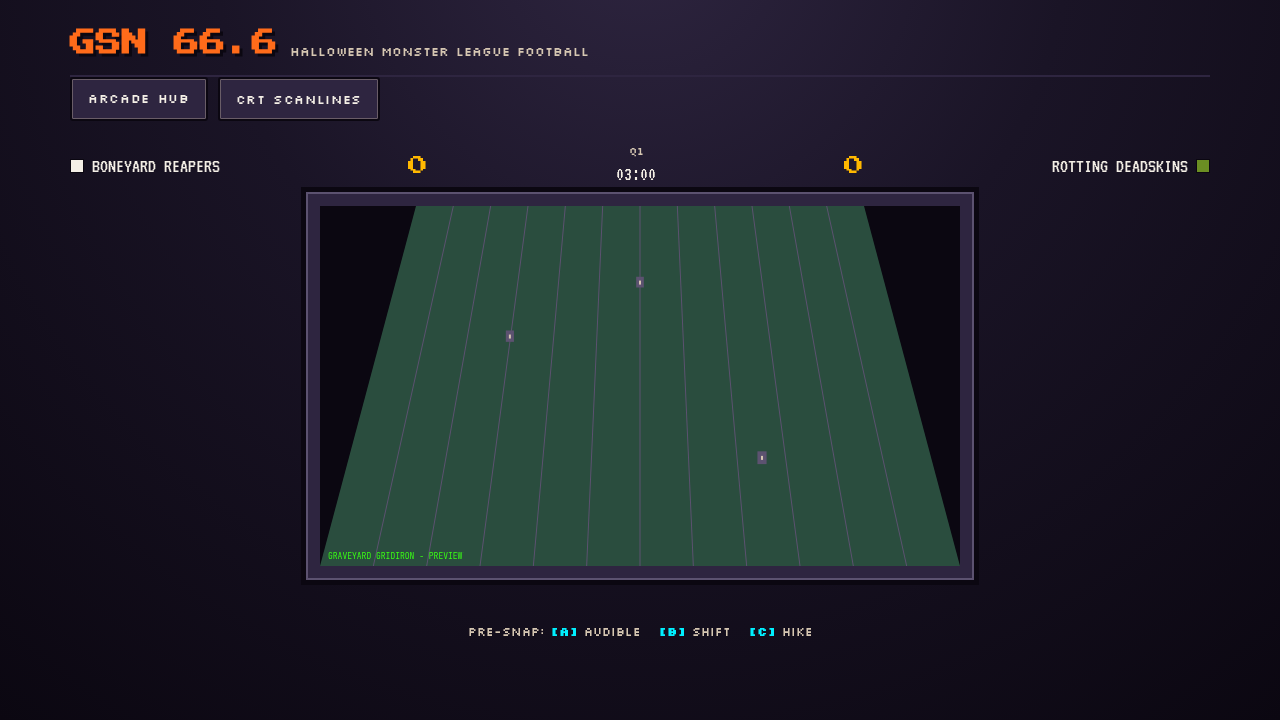 GSN 66.6 HALLOWEEN MONSTER LEAGUE FOOTBALL
ARCADE HUB CRT SCANLINES
Q1
BONEYARD REAPERS 0 03:00 0 ROTTING DEADSKINS
GRAVEYARD GRIDIRON - PREVIEW
PRE-SNAP: [A] AUDIBLE [B] SHIFT [C] HIKE